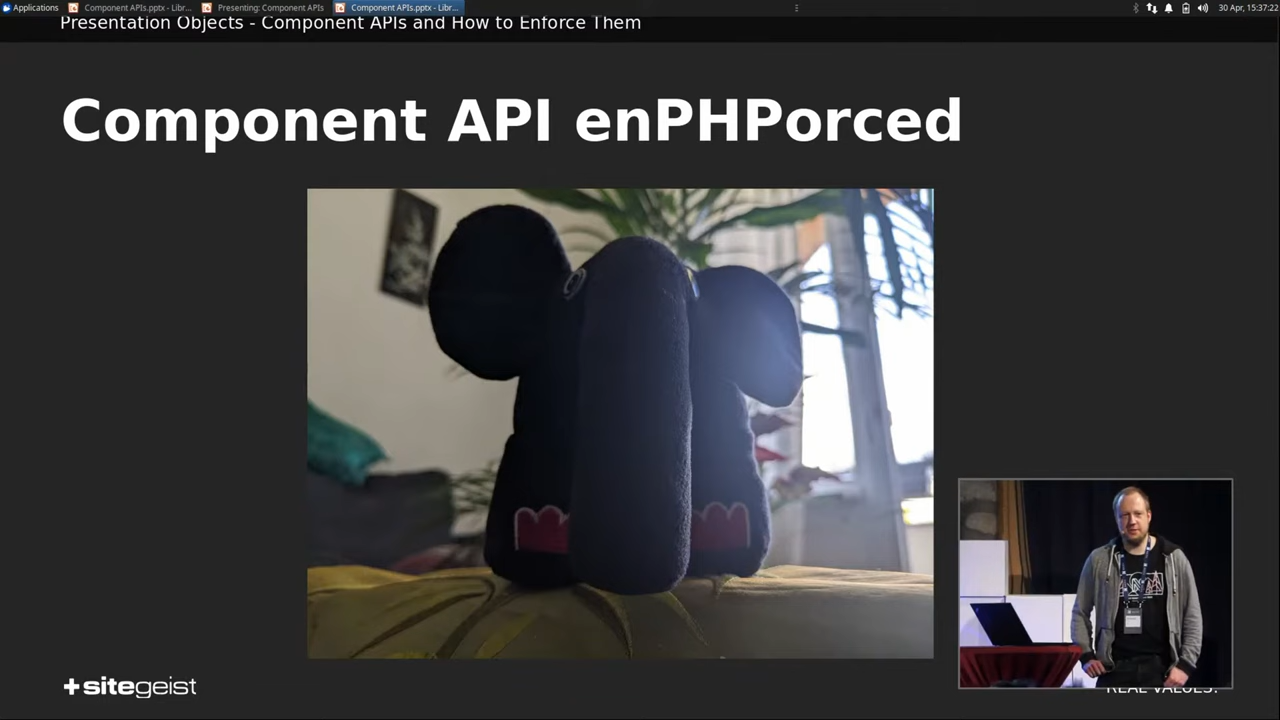 Applications Component APIs.pptx - Libr... Presenting: Component APIs Component APIs.pptx - Libr... 30 Apr, 15:37:22
Presentation Objects - Component APIs and How to Enforce Them
Component API enPHPorced
+sitegeist
REAL VALUES.